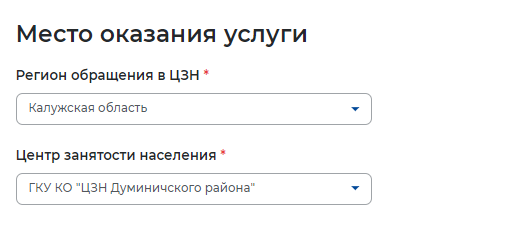 Место оказания услуги
Регион обращения в ЦЗН *
Калужская область
Центр занятости населения *
ГКУ КО "ЦЗН Думиничского района"